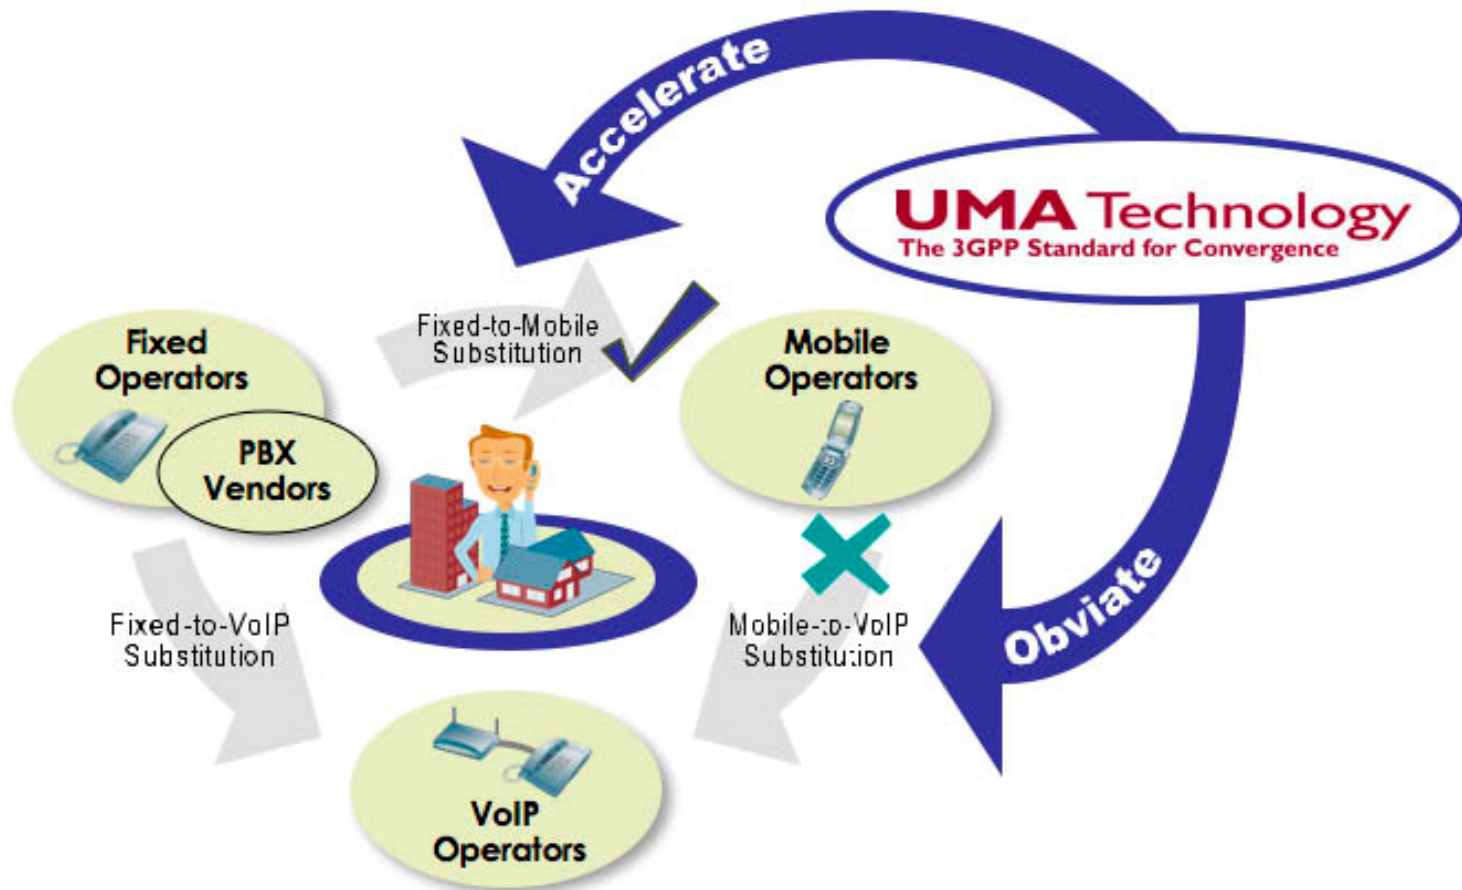 Accelerate
UMA Technology
The 3GPP Standard for Convergence
Fixed-to-Mobile
Substitution
Fixed
Operators
Mobile
Operators
PBX
Vendors
Fixed-to-VoIP
Substitution
Mobile-to-VoIP
Substitution
Obviate
VoIP
Operators